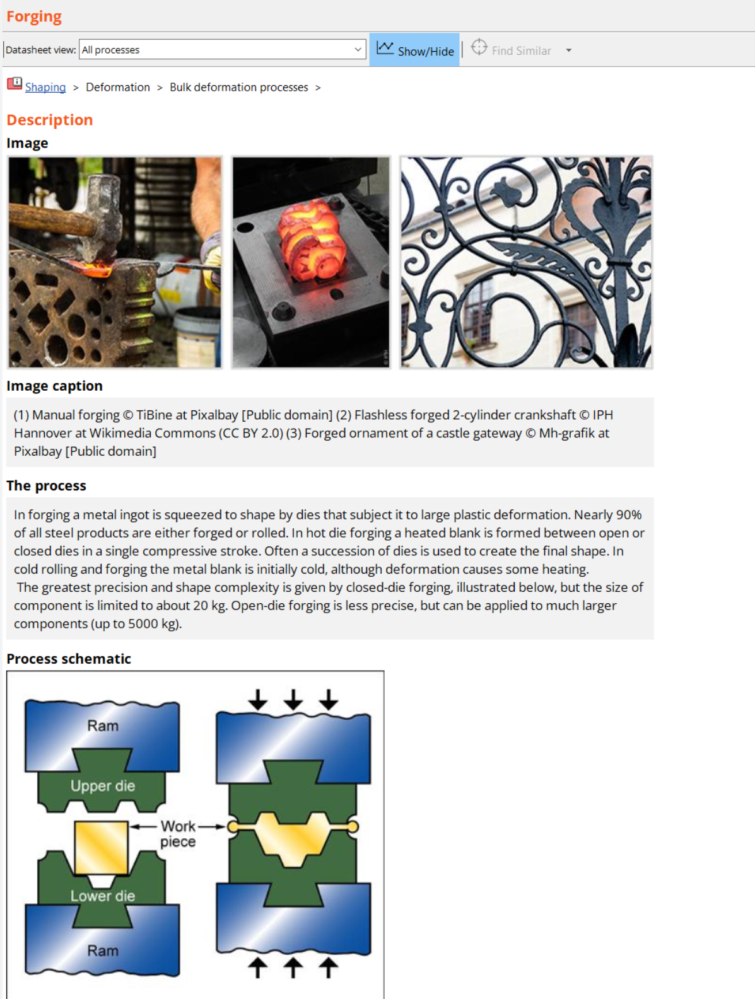 Forging
Datasheet view: All processes Show/Hide Find Similar
Shaping > Deformation > Bulk deformation processes >
Description
Image
© IPH
Image caption
(1) Manual forging © TiBine at Pixalbay [Public domain] (2) Flashless forged 2-cylinder crankshaft © IPH
Hannover at Wikimedia Commons (CC BY 2.0) (3) Forged ornament of a castle gateway © Mh-grafik at
Pixalbay [Public domain]
The process
In forging a metal ingot is squeezed to shape by dies that subject it to large plastic deformation. Nearly 90%
of all steel products are either forged or rolled. In hot die forging a heated blank is formed between open or
closed dies in a single compressive stroke. Often a succession of dies is used to create the final shape. In
cold rolling and forging the metal blank is initially cold, although deformation causes some heating.
The greatest precision and shape complexity is given by closed-die forging, illustrated below, but the size of
component is limited to about 20 kg. Open-die forging is less precise, but can be applied to much larger
components (up to 5000 kg).
Process schematic
Ram
Upper die
Work
piece
Lower die
Ram